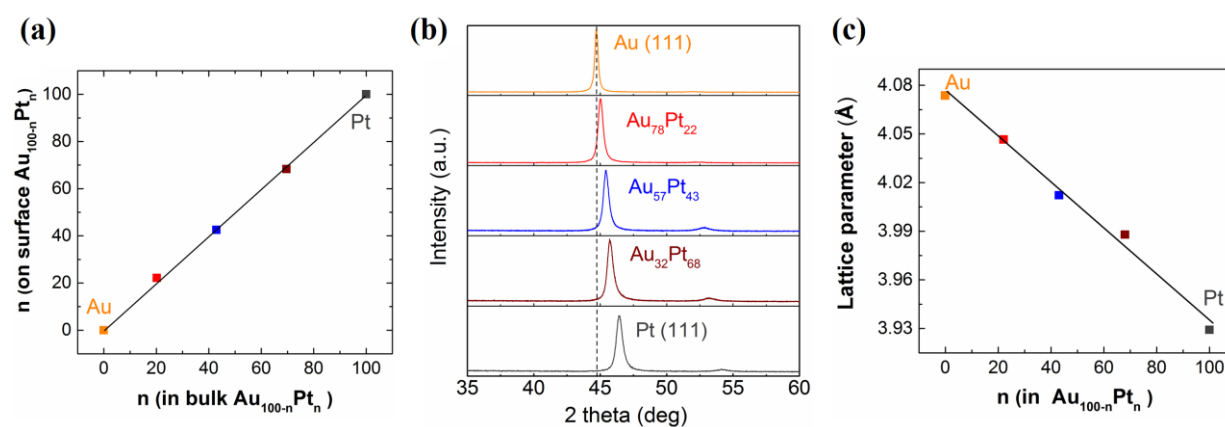 (a)
n (on surface Au₁₀₀₋ₙPtₙ)
100
80
60
40
20
0
Pt
Au
0 20 40 60 80 100
n (in bulk Au₁₀₀₋ₙPtₙ)
(b)
Intensity (a.u.)
Au (111)
Au₇₈Pt₂₂
Au₅₇Pt₄₃
Au₃₂Pt₆₈
Pt (111)
35 40 45 50 55 60
2 theta (deg)
(c)
Lattice parameter (Å)
4.08
4.05
4.02
3.99
3.96
3.93
Au
Pt
0 20 40 60 80 100
n (in Au₁₀₀₋ₙPtₙ)